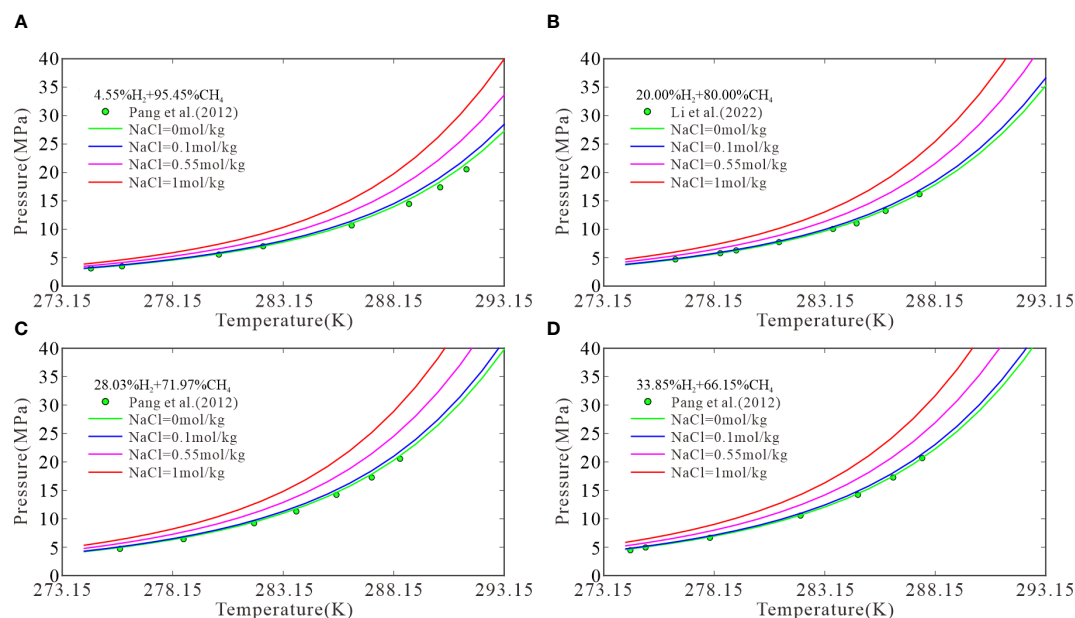 A
40
35
30
25
20
15
10
5
0
Pressure(MPa)
4.55%H₂+95.45%CH₄
Pang et al.(2012)
NaCl=0mol/kg
NaCl=0.1mol/kg
NaCl=0.55mol/kg
NaCl=1mol/kg
273.15 278.15 283.15 288.15 293.15
Temperature(K)
B
40
35
30
25
20
15
10
5
0
Pressure(MPa)
20.00%H₂+80.00%CH₄
Li et al.(2022)
NaCl=0mol/kg
NaCl=0.1mol/kg
NaCl=0.55mol/kg
NaCl=1mol/kg
273.15 278.15 283.15 288.15 293.15
Temperature(K)
C
40
35
30
25
20
15
10
5
0
Pressure(MPa)
28.03%H₂+71.97%CH₄
Pang et al.(2012)
NaCl=0mol/kg
NaCl=0.1mol/kg
NaCl=0.55mol/kg
NaCl=1mol/kg
273.15 278.15 283.15 288.15 293.15
Temperature(K)
D
40
35
30
25
20
15
10
5
0
Pressure(MPa)
33.85%H₂+66.15%CH₄
Pang et al.(2012)
NaCl=0mol/kg
NaCl=0.1mol/kg
NaCl=0.55mol/kg
NaCl=1mol/kg
273.15 278.15 283.15 288.15 293.15
Temperature(K)